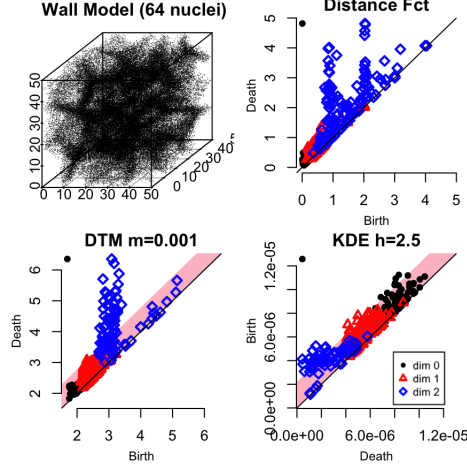 Wall Model (64 nuclei)
0 10 20 30 40 50
0 10 20 30 40 50
0 10 20 30 40
Distance Fct
Death
0 1 2 3 4 5
0 1 2 3 4 5
Birth
DTM m=0.001
Death
2 3 4 5 6
2 3 4 5 6
Birth
KDE h=2.5
Birth
0.0e+00 6.0e-06 1.2e-05
dim 0
dim 1
dim 2
0.0e+00 6.0e-06 1.2e-05
Death